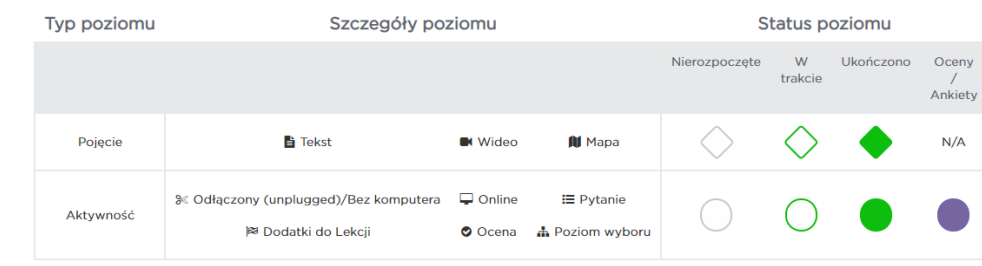 Typ poziomu Szczegóły poziomu Status poziomu
Nierozpoczęte W trakcie Ukończono Oceny / Ankiety
Pojęcie Tekst Wideo Mapa N/A
Aktywność
Odłączony (unplugged)/Bez komputera Online Pytanie
Dodatki do Lekcji Ocena Poziom wyboru